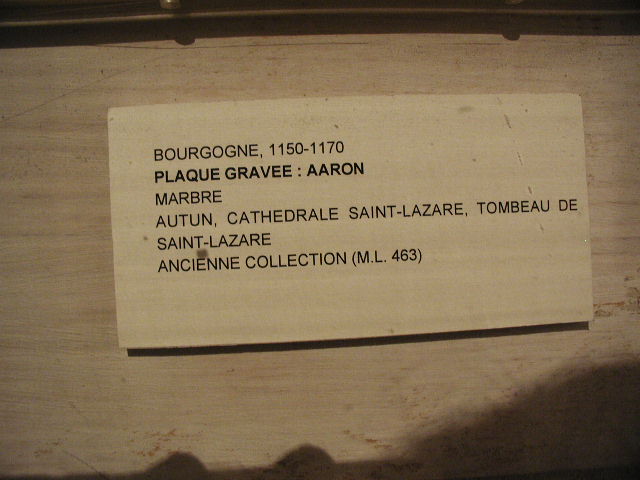 BOURGOGNE, 1150-1170
PLAQUE GRAVEE : AARON
MARBRE
AUTUN, CATHEDRALE SAINT-LAZARE, TOMBEAU DE
SAINT-LAZARE
ANCIENNE COLLECTION (M.L. 463)